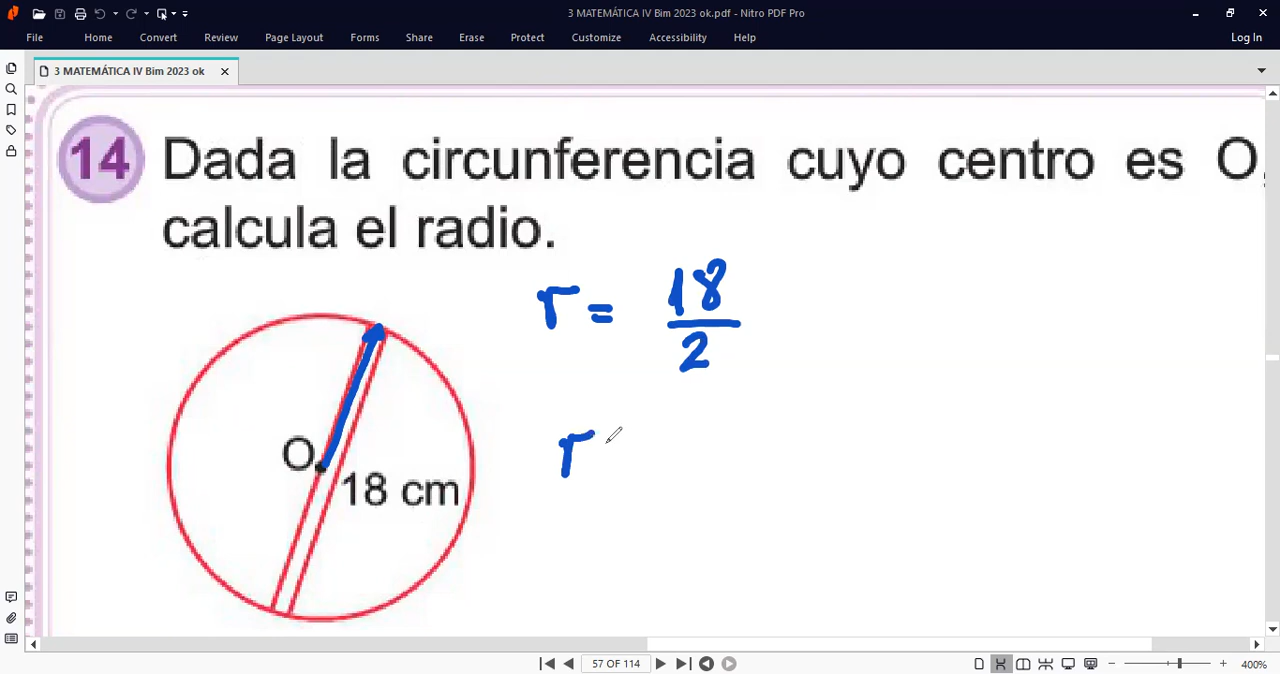 3 MATEMÁTICA IV Bim 2023 ok.pdf - Nitro PDF Pro
File Home Convert Review Page Layout Forms Share Erase Protect Customize Accessibility Help Log In
3 MATEMÁTICA IV Bim 2023 ok
14 Dada la circunferencia cuyo centro es O,
calcula el radio.
r = 18/2
O
18 cm
r
57 OF 114
400%